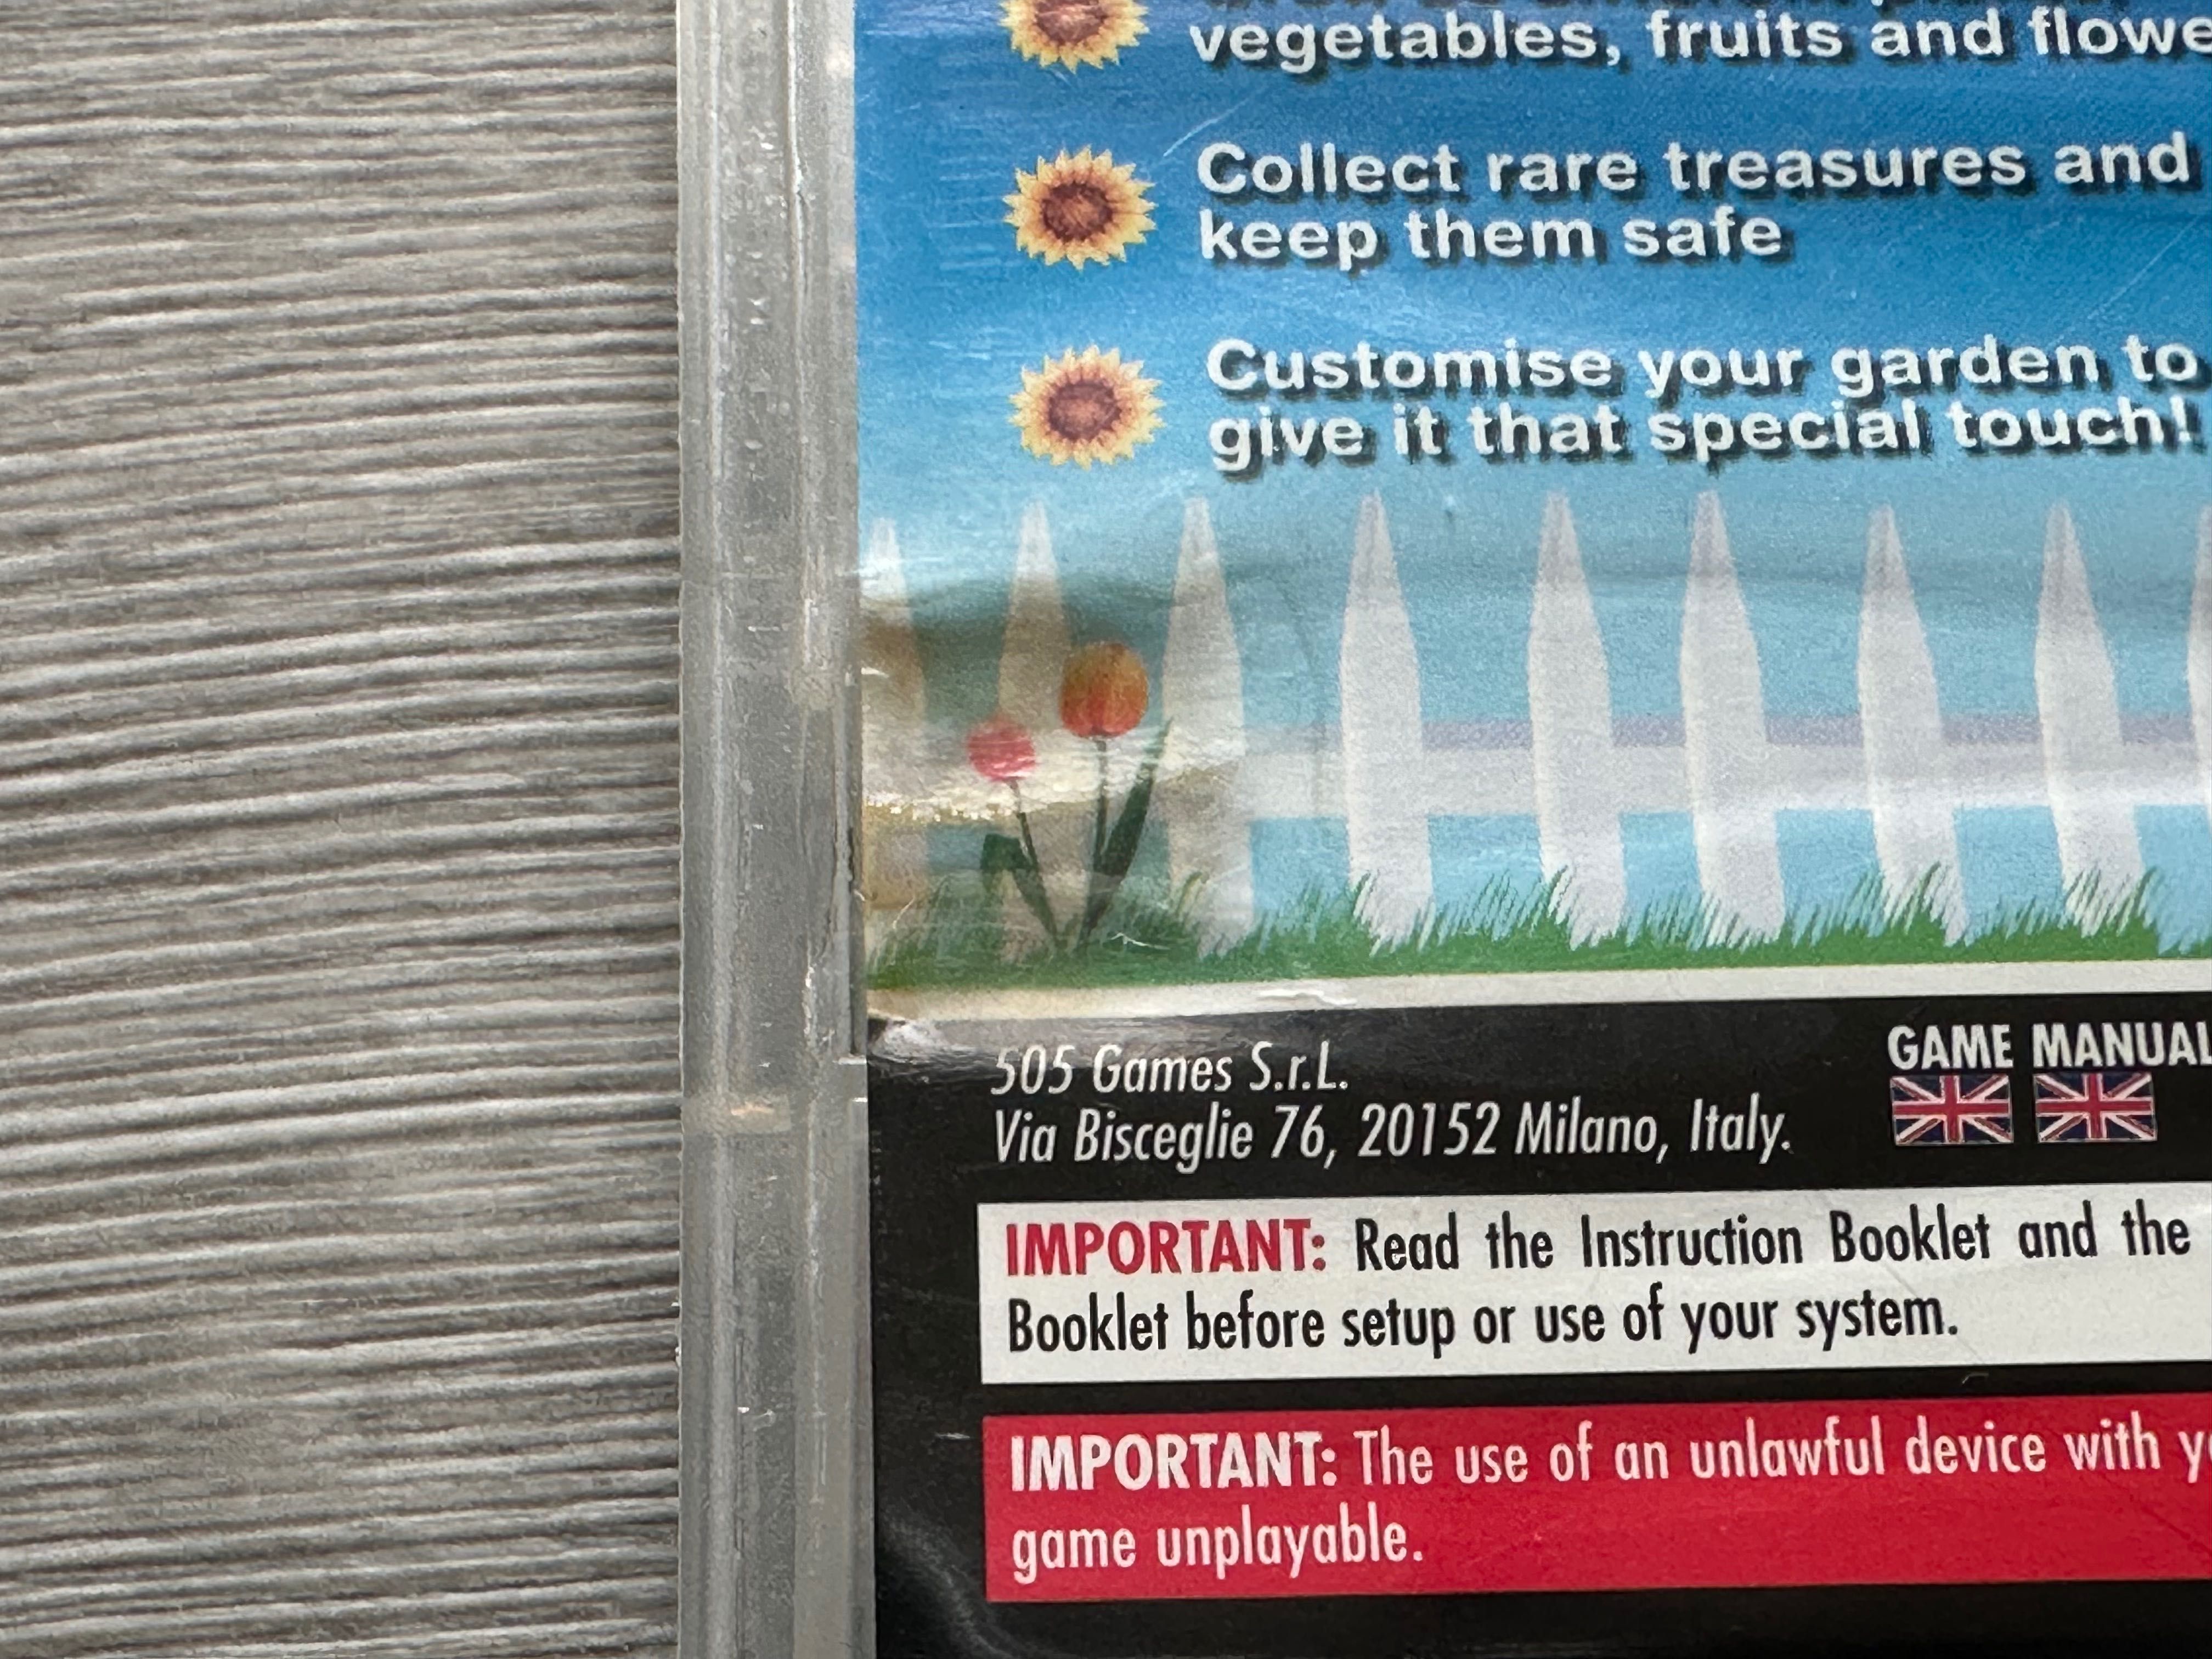 vegetables, fruits and
Collect rare treasures and
keep them safe
Customise your garden to
give it that special touch!
505 Games S.r.L.
Via Bisceglie 76, 20152 Milano, Italy.
GAME MANUAL
IMPORTANT: Read the Instruction Booklet and the
Booklet before setup or use of your system.
IMPORTANT: The use of an unlawful device with
game unplayable.